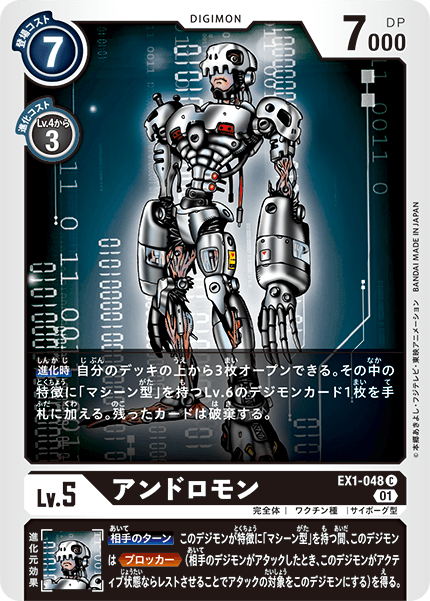 DIGIMON
登場コスト
7
7000
DP
進化コスト
Lv.4から
3
BANDAI MADE IN JAPAN
©本郷あきよし・フジテレビ・東映アニメーション
進化時 自分のデッキの上から3枚オープンできる。その中の
特徴に「マシーン型」を持つLv.6のデジモンカード1枚を手
札に加える。残ったカードは破棄する。
EX1-048 C
01
Lv.5
アンドロモン
完全体 ワクチン種 サイボーグ型
進化元効果
相手のターン このデジモンが特徴に「マシーン型」を持つ間、このデジモン
は ブロッカー (相手のデジモンがアタックしたとき、このデジモンがアクテ
ィブ状態ならレストさせることでアタックの対象をこのデジモンにする)を得る。